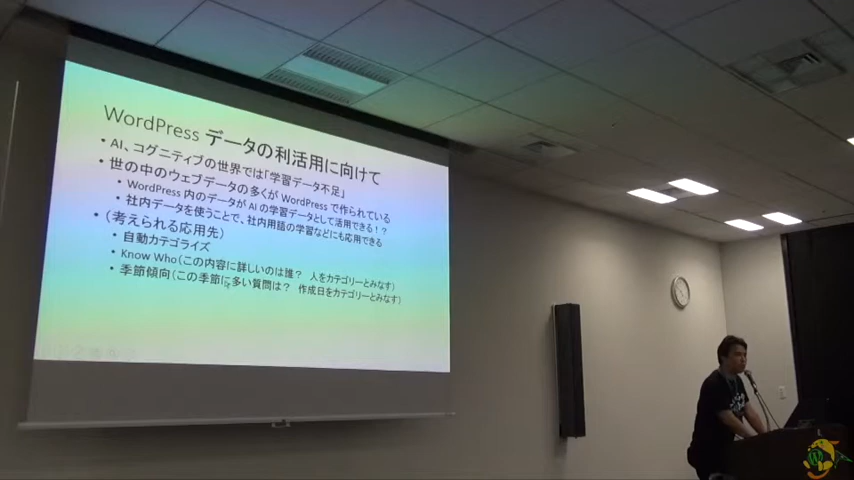 WordPress データの利活用に向けて
• AI、コグニティブの世界では「学習データ不足」
• 世の中のウェブデータの多くが WordPress で作られている
• WordPress 内のデータが AI の学習データとして活用できる!?
• 社内データを使うことで、社内用語の学習などにも応用できる
• (考えられる応用先)
• 自動カテゴライズ
• Know Who(この内容に詳しいのは誰? 人をカテゴリーとみなす)
• 季節傾向(この季節に多い質問は? 作成日をカテゴリーとみなす)